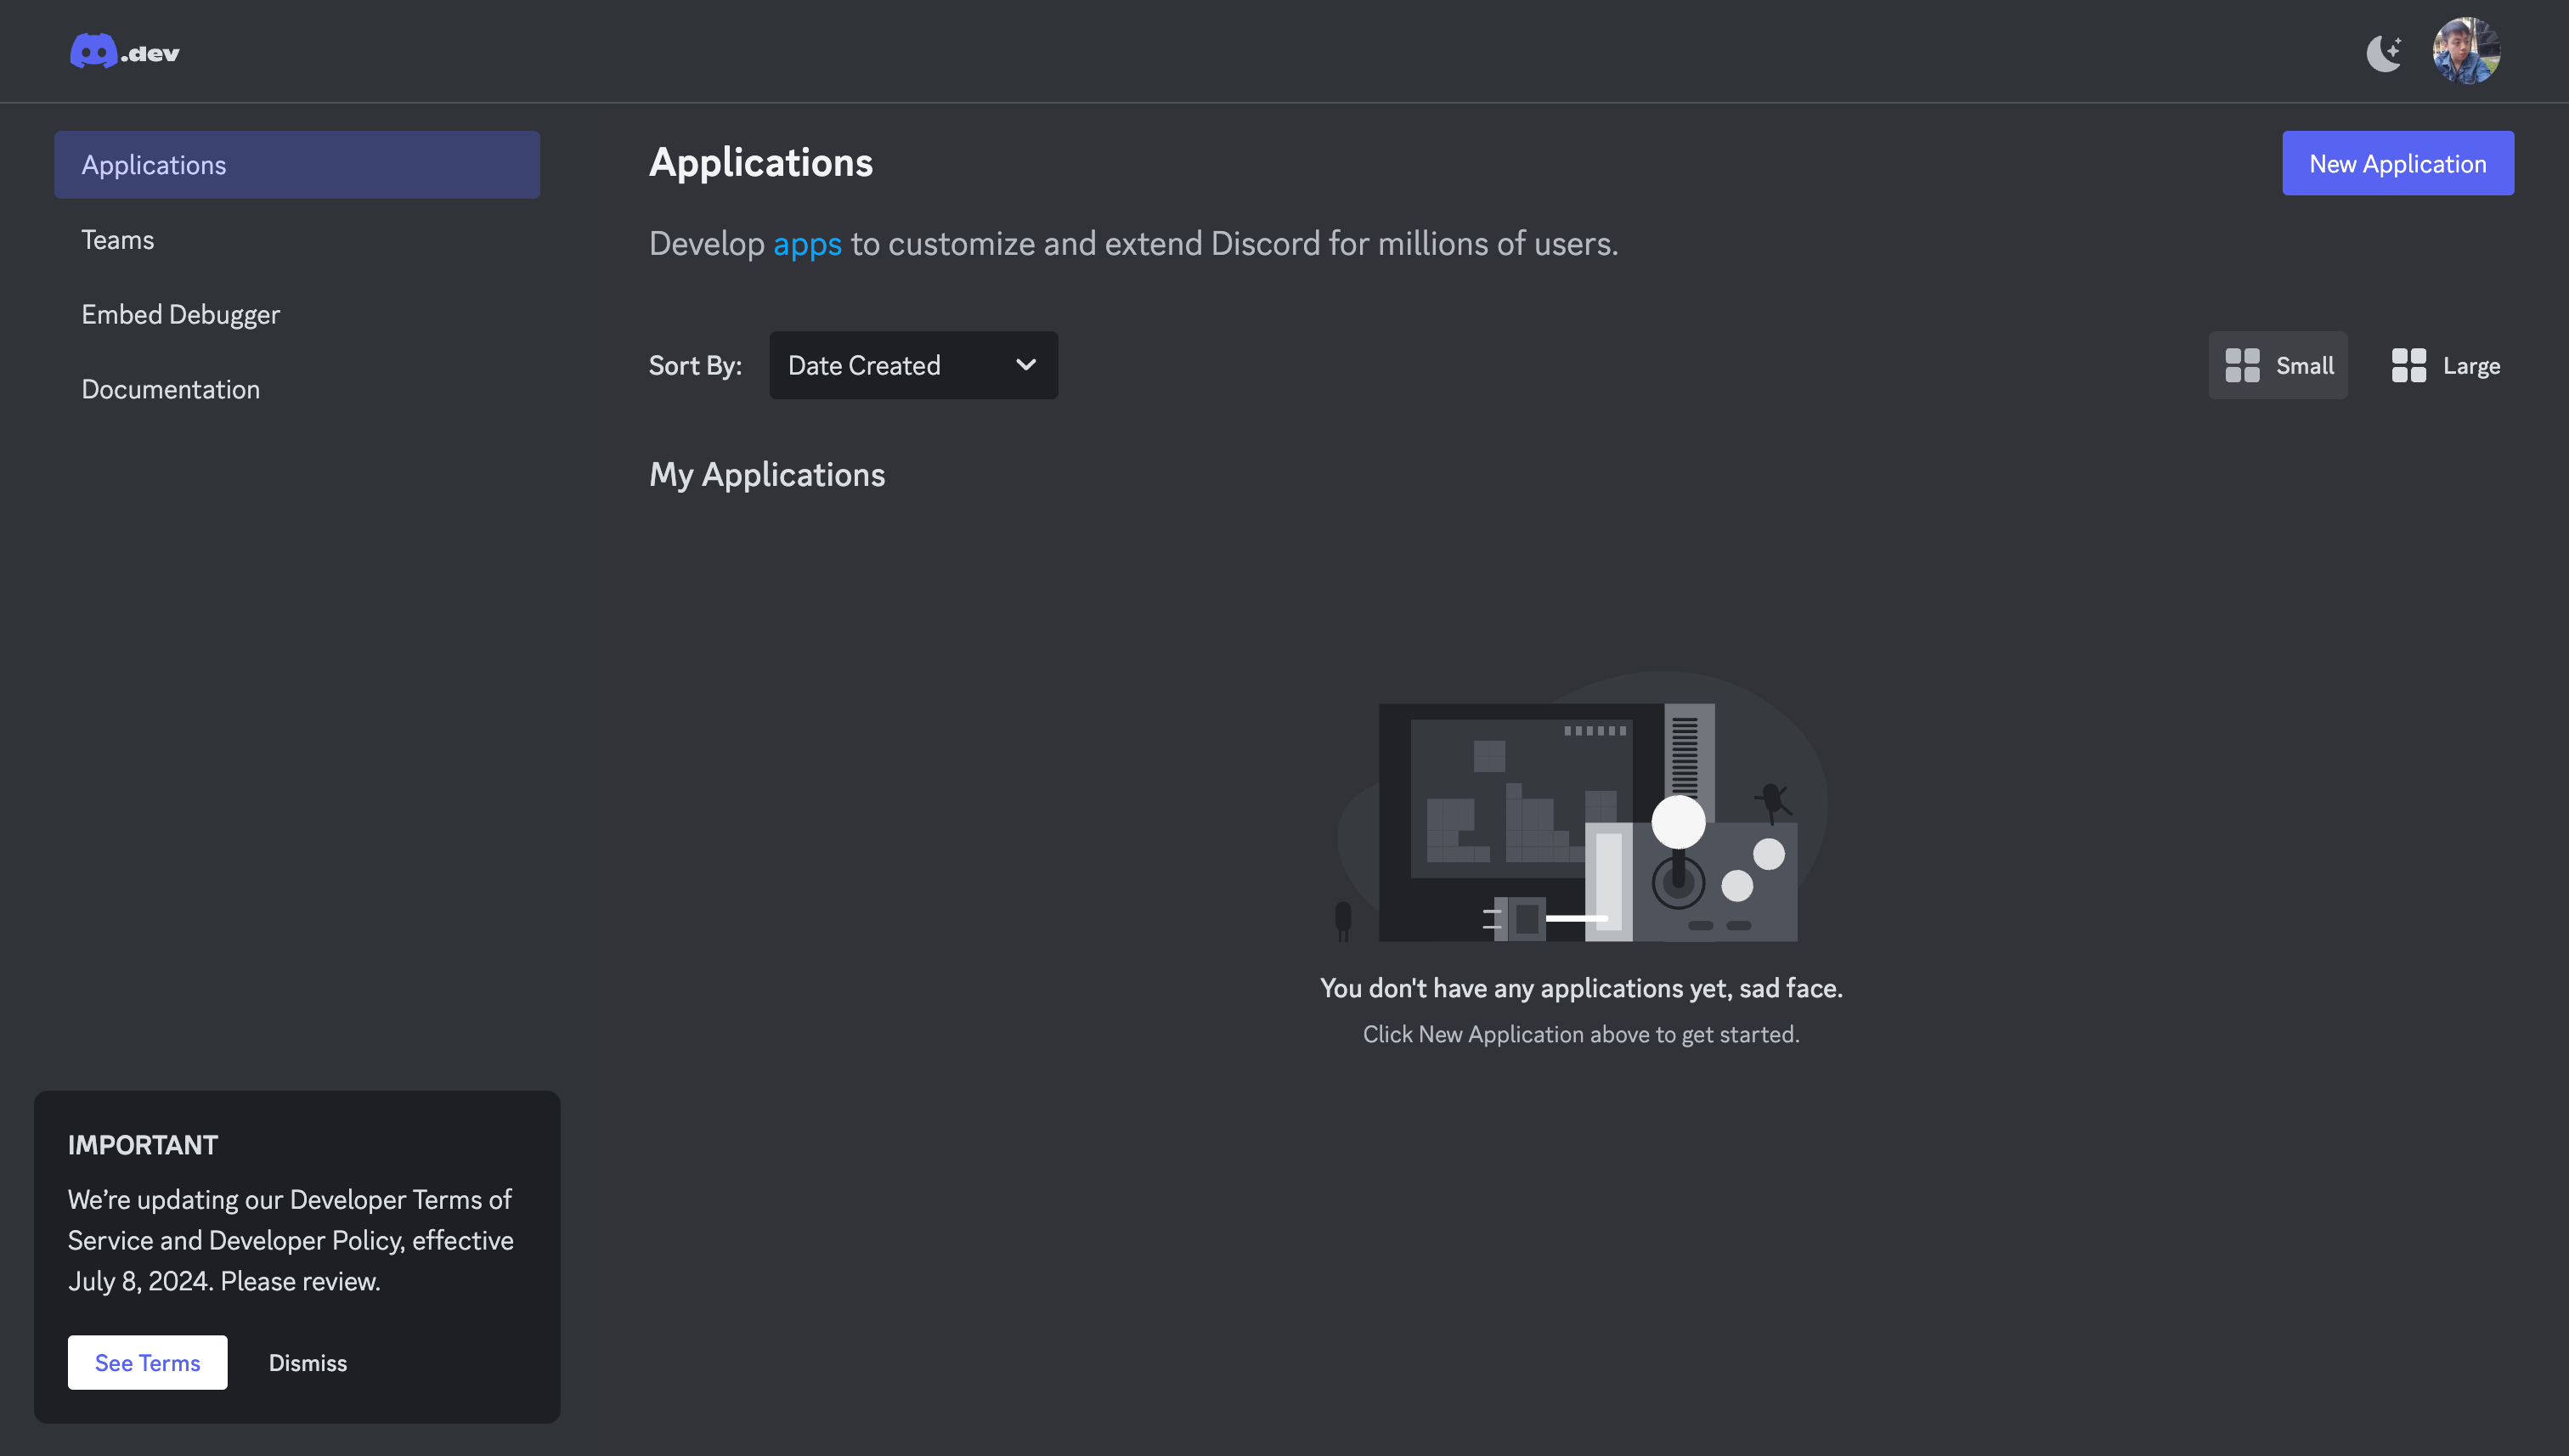 .dev
Applications
Teams
Embed Debugger
Documentation
Applications
New Application
Develop apps to customize and extend Discord for millions of users.
Sort By:
Date Created
Small
Large
My Applications
You don't have any applications yet, sad face.
Click New Application above to get started.
IMPORTANT
We’re updating our Developer Terms of
Service and Developer Policy, effective
July 8, 2024. Please review.
See Terms
Dismiss